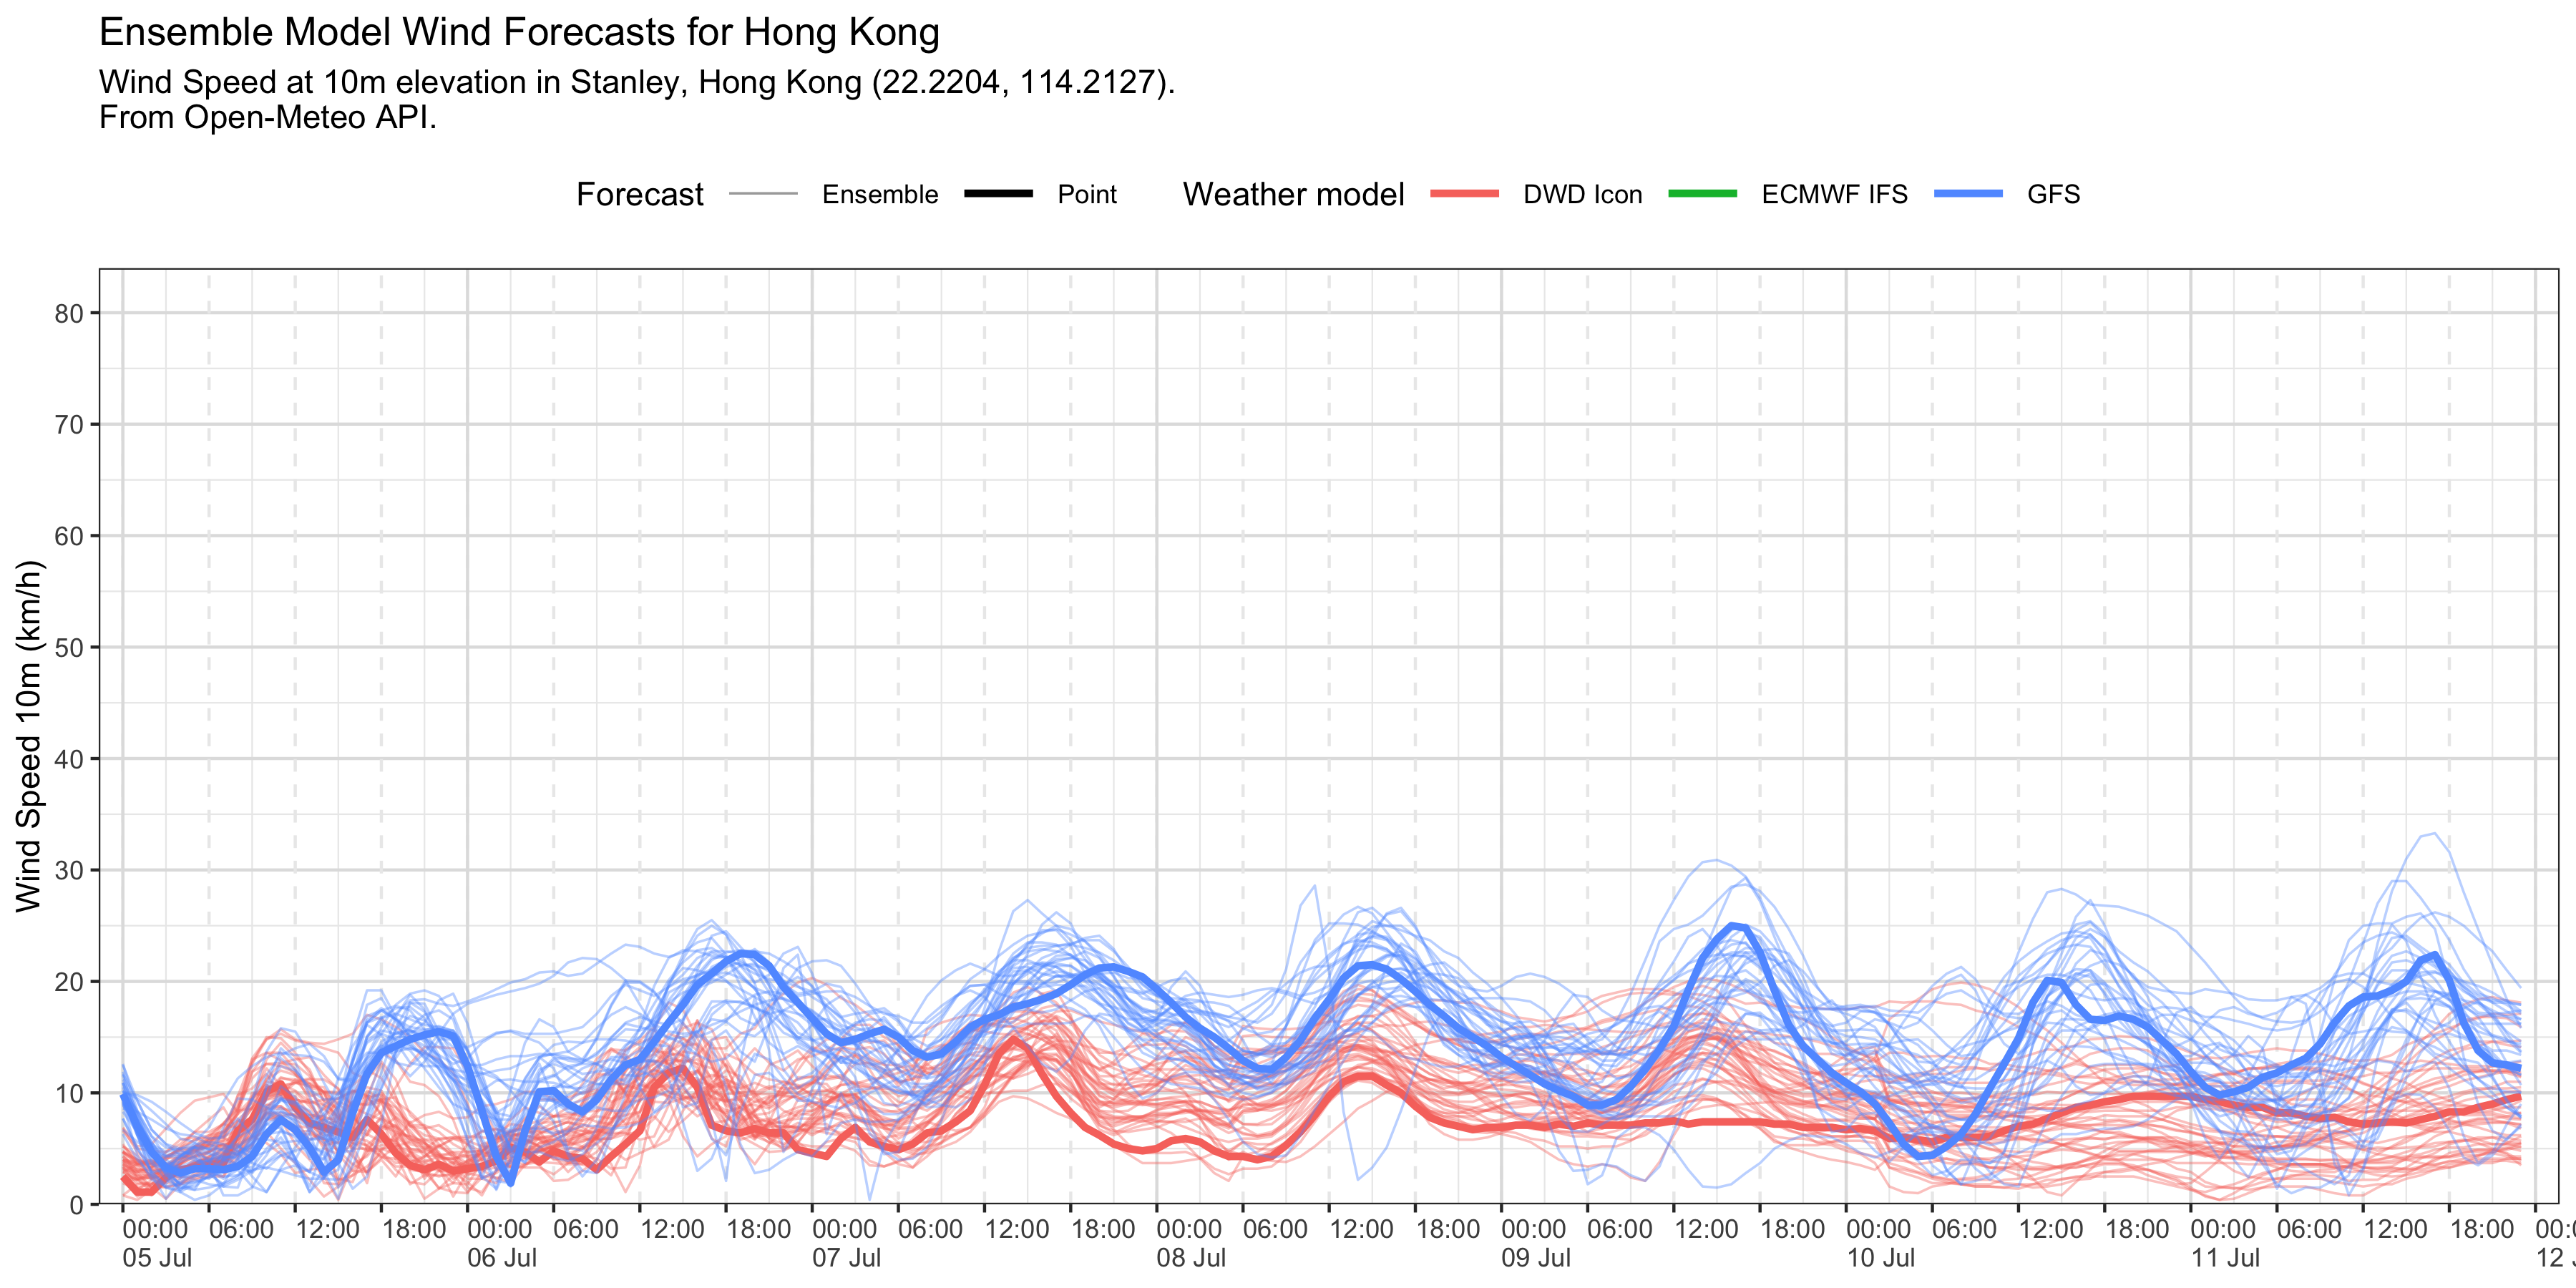 Ensemble Model Wind Forecasts for Hong Kong
Wind Speed at 10m elevation in Stanley, Hong Kong (22.2204, 114.2127).
From Open-Meteo API.
Forecast Ensemble Point Weather model DWD Icon ECMWF IFS GFS
Wind Speed 10m (km/h)
80
70
60
50
40
30
20
10
0
00:00 06:00 12:00 18:00 00:00 06:00 12:00 18:00 00:00 06:00 12:00 18:00 00:00 06:00 12:00 18:00 00:00 06:00 12:00 18:00 00:00 06:00 12:00 18:00 00:00 06:00 12:00 18:00
05 Jul 06 Jul 07 Jul 08 Jul 09 Jul 10 Jul 11 Jul 12